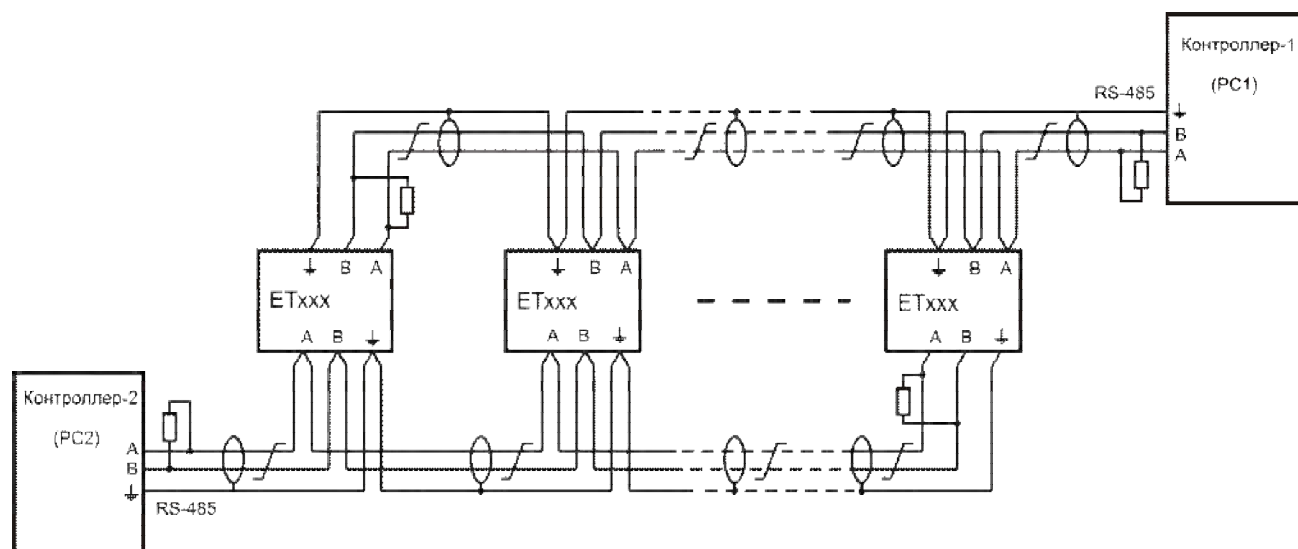 Контроллер-1
(PC1)
RS-485
B
A
B A
B A
B A
ETxxx
ETxxx
ETxxx
A B
A B
A B
Контроллер-2
(PC2)
A
B
RS-485